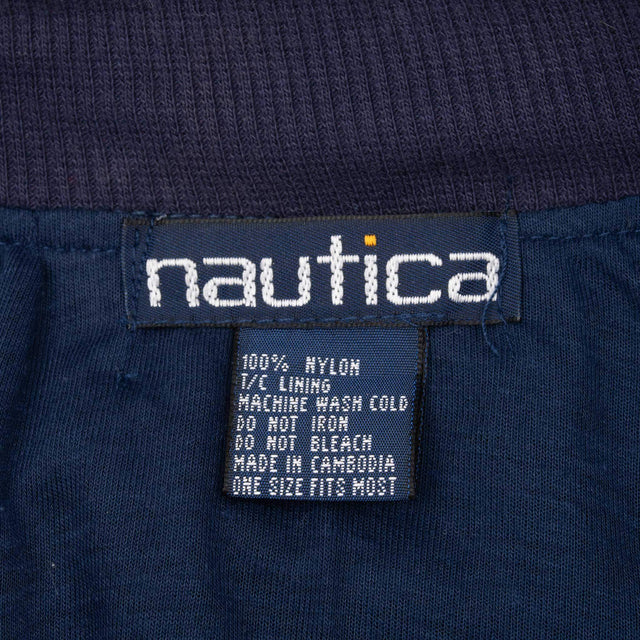 nautica
100% NYLON
T/C LINING
MACHINE WASH COLD
DO NOT IRON
DO NOT BLEACH
MADE IN CAMBODIA
ONE SIZE FITS MOST